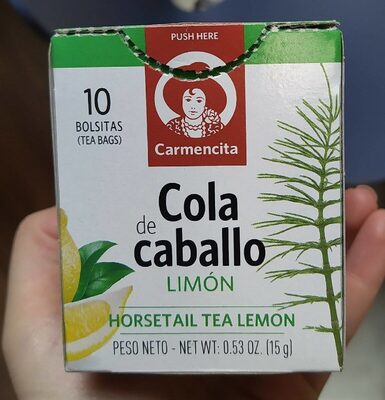 PUSH HERE
10
BOLSITAS
(TEA BAGS)
Carmencita
Cola
de
caballo
LIMÓN
HORSETAIL TEA LEMON
PESO NETO - NET WT: 0.53 OZ. (15 g)